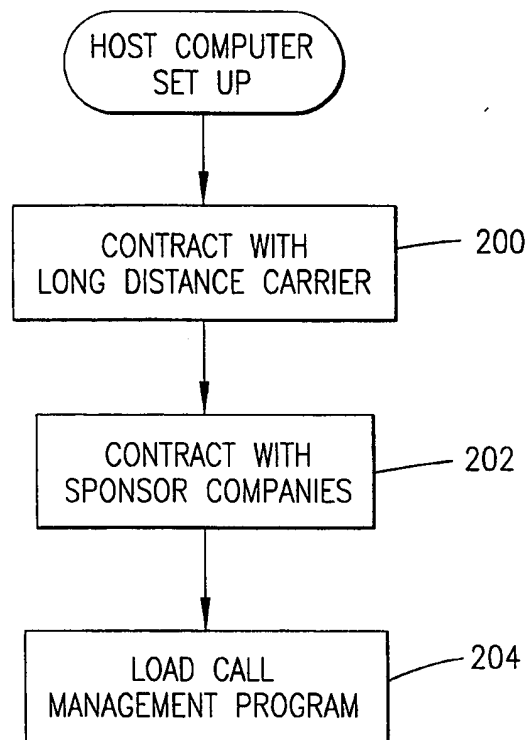 HOST COMPUTER
SET UP
CONTRACT WITH
LONG DISTANCE CARRIER
200
CONTRACT WITH
SPONSOR COMPANIES
202
LOAD CALL
MANAGEMENT PROGRAM
204